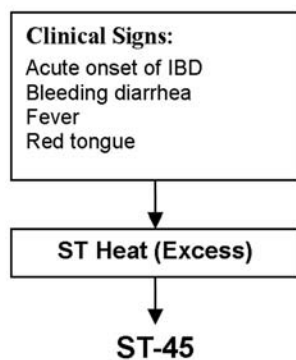 Clinical Signs:
Acute onset of IBD
Bleeding diarrhea
Fever
Red tongue
ST Heat (Excess)
ST-45